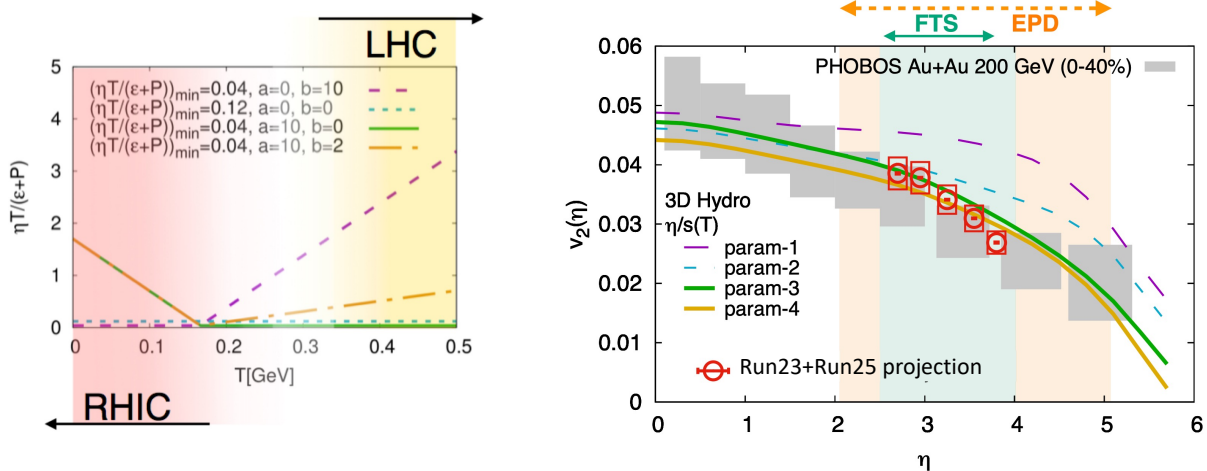 LHC
(ηT/(ε+P))min=0.04, a=0, b=10
(ηT/(ε+P))min=0.12, a=0, b=0
(ηT/(ε+P))min=0.04, a=10, b=0
(ηT/(ε+P))min=0.04, a=10, b=2
5
4
3
2
1
0
ηT/(ε+P)
0
0.1
0.2
0.3
0.4
0.5
T[GeV]
RHIC
FTS
EPD
0.06
0.05
0.04
0.03
0.02
0.01
0
v2(η)
PHOBOS Au+Au 200 GeV (0-40%)
3D Hydro
η/s(T)
param-1
param-2
param-3
param-4
Run23+Run25 projection
0
1
2
3
4
5
6
η